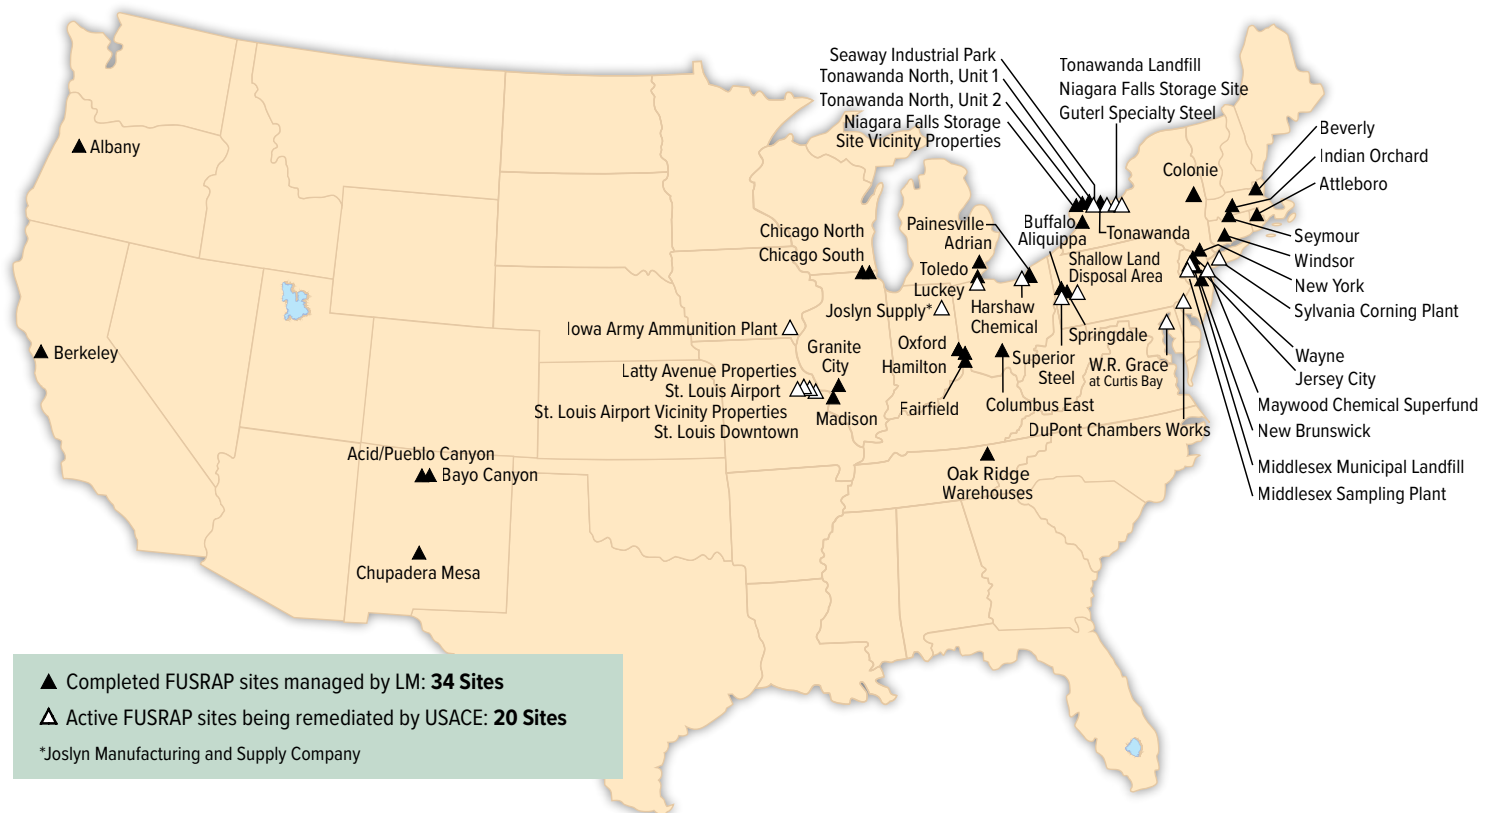 Seaway Industrial Park
Tonawanda North, Unit 1
Tonawanda North, Unit 2
Niagara Falls Storage
Site Vicinity Properties
Tonawanda Landfill
Niagara Falls Storage Site
Guterl Specialty Steel
Beverly
Indian Orchard
Attleboro
Albany
Colonie
Painesville
Adrian
Buffalo
Aliquippa
Tonawanda
Seymour
Windsor
New York
Sylvania Corning Plant
Chicago North
Chicago South
Toledo
Luckey
Shallow Land
Disposal Area
Joslyn Supply*
Harshaw
Chemical
Iowa Army Ammunition Plant
Granite
City
Oxford
Hamilton
Springdale
Superior
Steel
W.R. Grace
at Curtis Bay
Wayne
Jersey City
Berkeley
Latty Avenue Properties
St. Louis Airport
St. Louis Airport Vicinity Properties
St. Louis Downtown
Madison
Fairfield
Columbus East
DuPont Chambers Works
Maywood Chemical Superfund
New Brunswick
Middlesex Municipal Landfill
Middlesex Sampling Plant
Acid/Pueblo Canyon
Bayo Canyon
Oak Ridge
Warehouses
Chupadera Mesa
Completed FUSRAP sites managed by LM: 34 Sites
Active FUSRAP sites being remediated by USACE: 20 Sites
*Joslyn Manufacturing and Supply Company